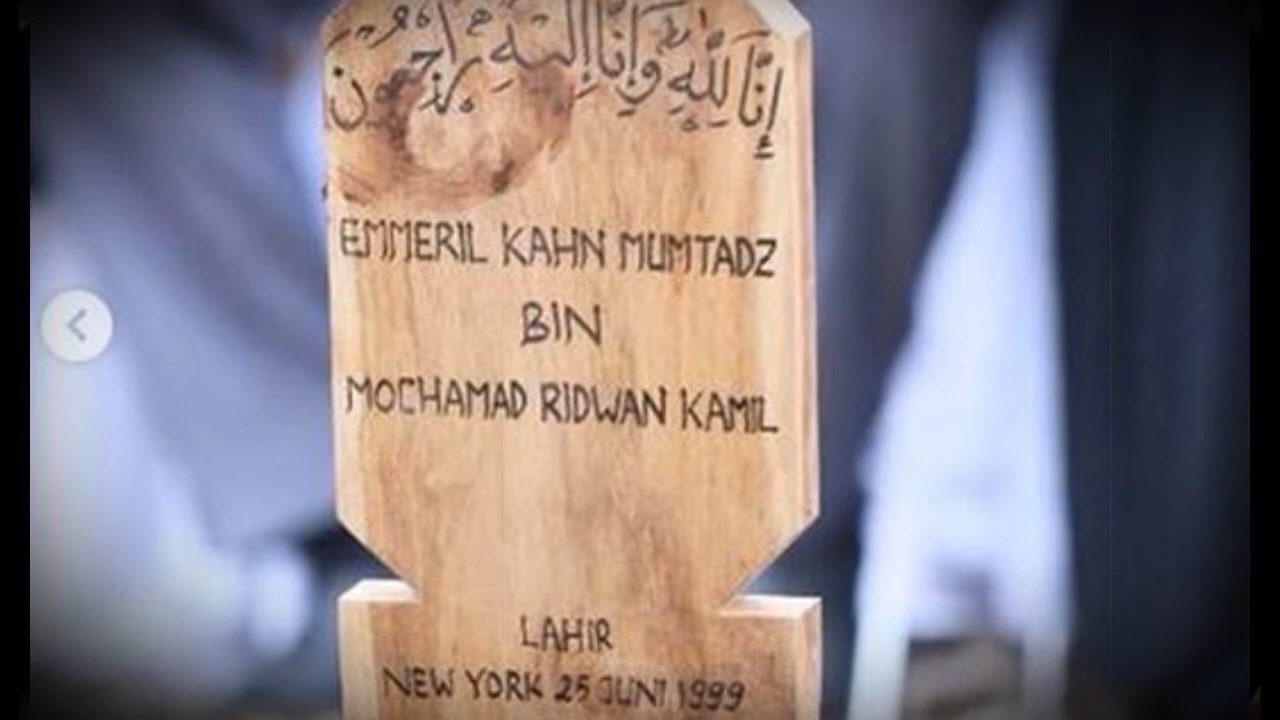 إِنَّا لِلَّٰهِ وَإِنَّا إِلَيْهِ رَاجِعُونَ
EMMERIL KAHN MUMTADZ
BIN
MOCHAMAD RIDWAN KAMIL
LAHIR
NEW YORK 25 JUNI 1999